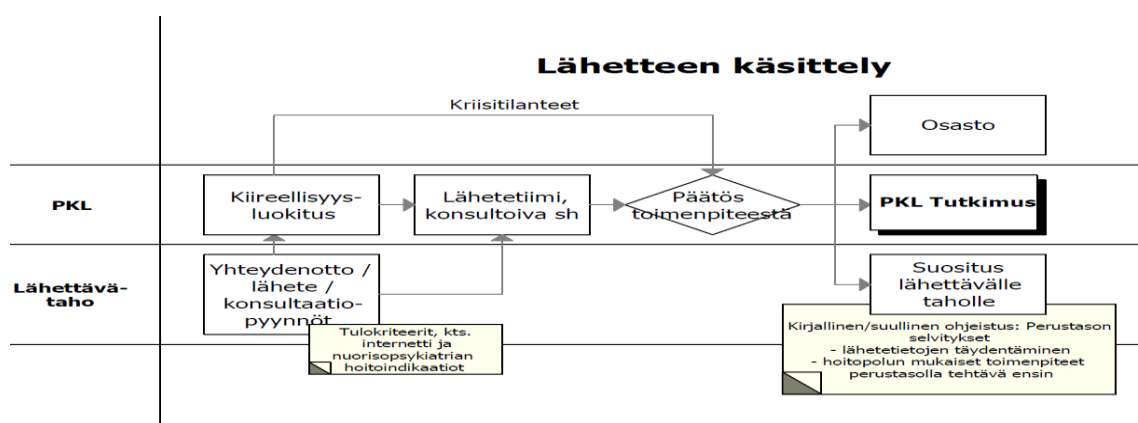 Lähetteen käsittely
Kriisitilanteet
Osasto
PKL
Kiireellisyys-
luokitus
Lähetetiimi,
konsultoiva sh
Päätös
toimenpiteestä
PKL Tutkimus
Lähettävä-
taho
Yhteydenotto /
lähete /
konsultaatio-
pyynnöt
Tulokriteerit, kts.
internetti ja
nuorisopsykiatrian
hoitoindikaatiot
Suositus
lähettävälle
taholle
Kirjallinen/suullinen ohjeistus: Perustason
selvitykset
- lähetetietojen täydentäminen
- hoitopolun mukaiset toimenpiteet
perustasolla tehtävä ensin